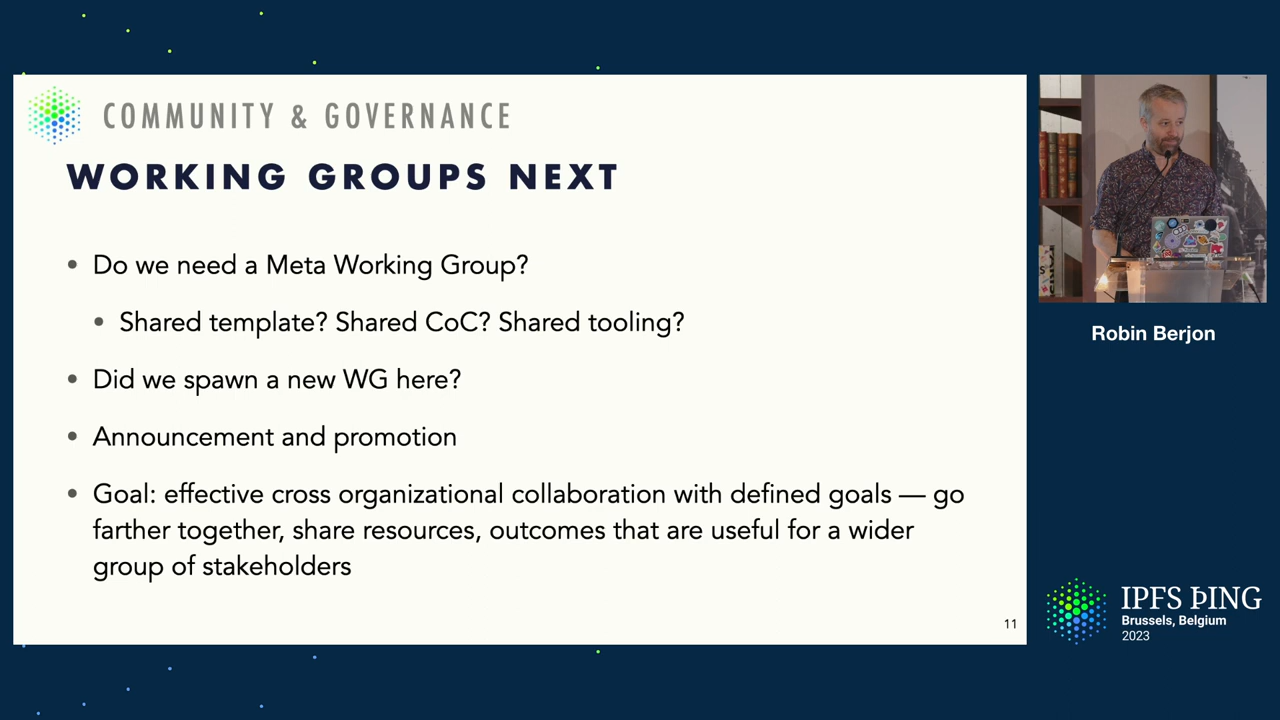 COMMUNITY & GOVERNANCE
WORKING GROUPS NEXT
• Do we need a Meta Working Group?
• Shared template? Shared CoC? Shared tooling?
• Did we spawn a new WG here?
• Announcement and promotion
• Goal: effective cross organizational collaboration with defined goals — go
farther together, share resources, outcomes that are useful for a wider
group of stakeholders
11
Robin Berjon
IPFS ÞING
Brussels, Belgium
2023